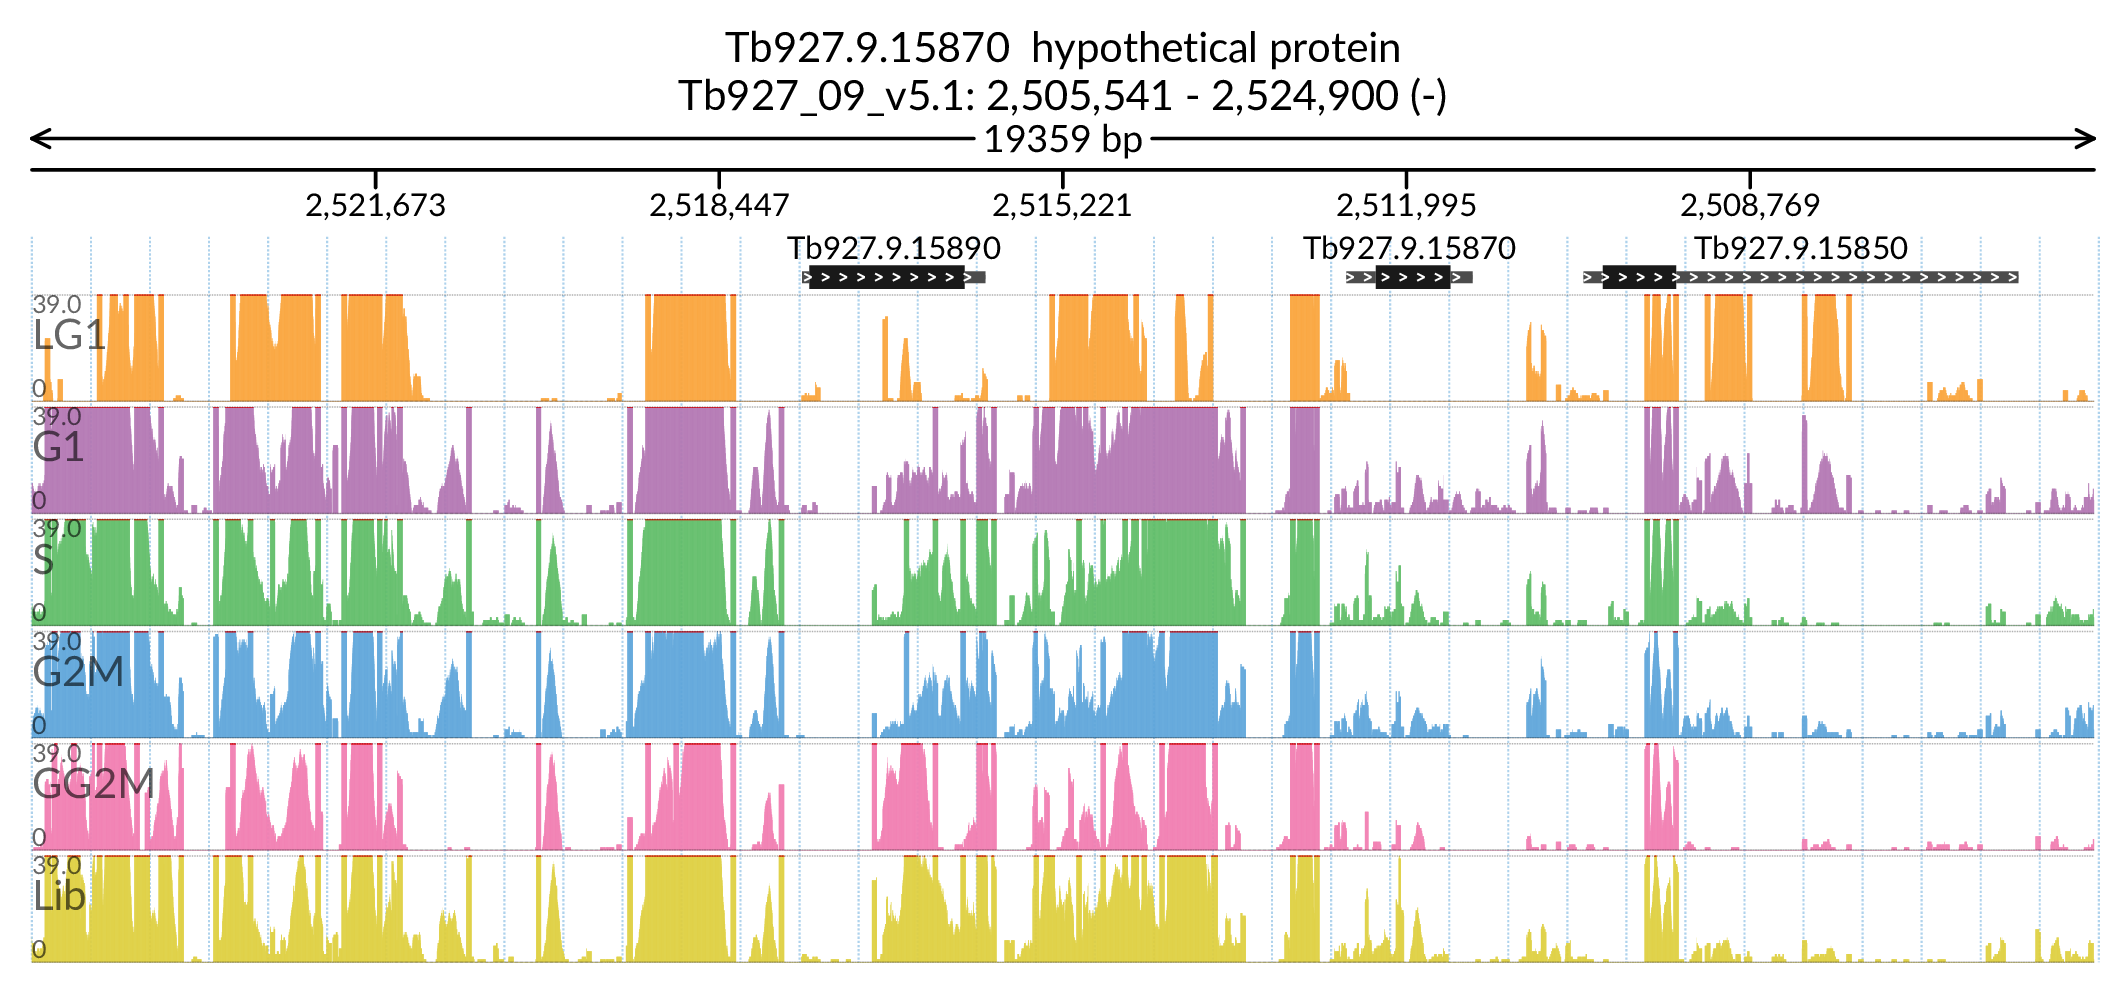 Tb927.9.15870  hypothetical protein
Tb927_09_v5.1: 2,505,541 - 2,524,900 (-)
19359 bp
2,521,673 2,518,447 2,515,221 2,511,995 2,508,769
Tb927.9.15890 Tb927.9.15870 Tb927.9.15850
39.0
LG1
0
39.0
G1
0
39.0
S
0
39.0
G2M
0
39.0
GG2M
0
39.0
Lib
0